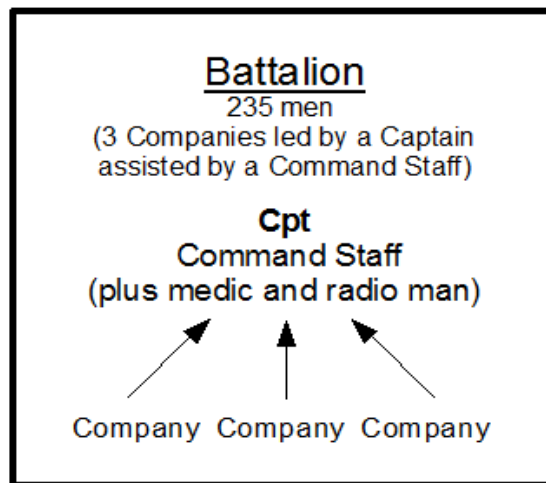 Battalion
235 men
(3 Companies led by a Captain
assisted by a Command Staff)
Cpt
Command Staff
(plus medic and radio man)
Company Company Company